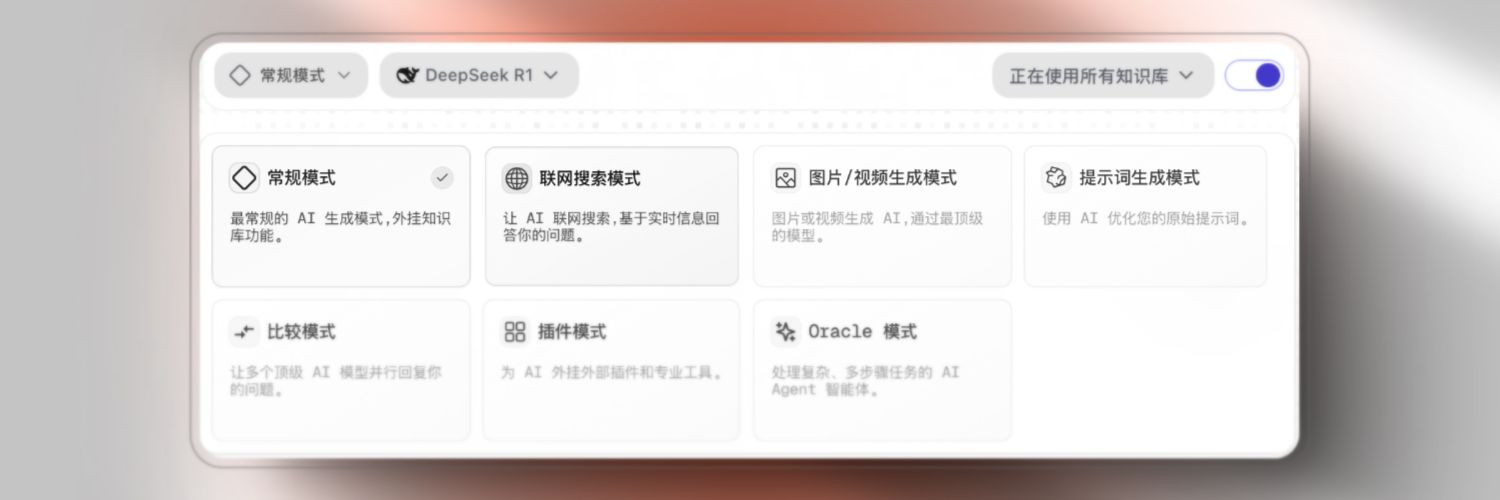 常规模式
DeepSeek R1
正在使用所有知识库
常规模式
最常规的 AI 生成模式,外挂知识
库功能。
联网搜索模式
让 AI 联网搜索,基于实时信息回
答你的问题。
图片/视频生成模式
图片或视频生成 AI,通过最顶级
的模型。
提示词生成模式
使用 AI 优化您的原始提示词。
比较模式
让多个顶级 AI 模型并行回复你
的问题。
插件模式
为 AI 外挂外部插件和专业工具。
Oracle 模式
处理复杂、多步骤任务的 AI
Agent 智能体。